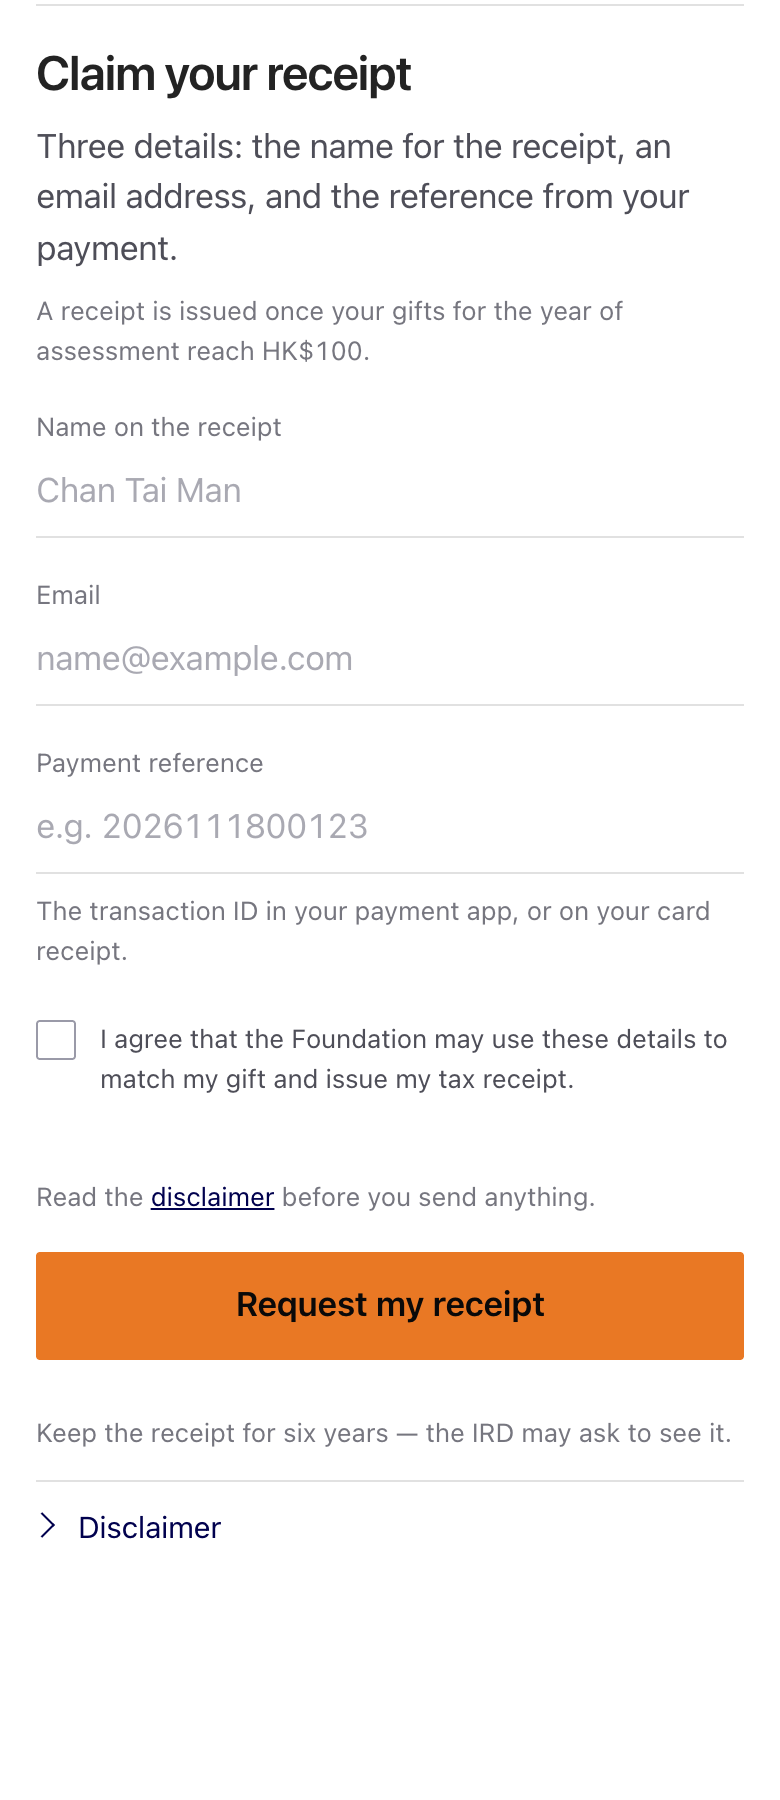 Claim your receipt
Three details: the name for the receipt, an
email address, and the reference from your
payment.
A receipt is issued once your gifts for the year of
assessment reach HK$100.
Name on the receipt
Chan Tai Man
Email
name@example.com
Payment reference
e.g. 2026111800123
The transaction ID in your payment app, or on your card
receipt.
I agree that the Foundation may use these details to
match my gift and issue my tax receipt.
Read the disclaimer before you send anything.
Request my receipt
Keep the receipt for six years — the IRD may ask to see it.
Disclaimer